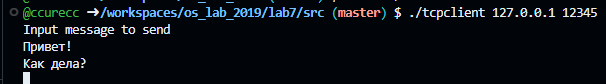 @ccurecc ➜/workspaces/os_lab_2019/lab7/src (master) $ ./tcpclient 127.0.0.1 12345
Input message to send
Привет!
Как дела?